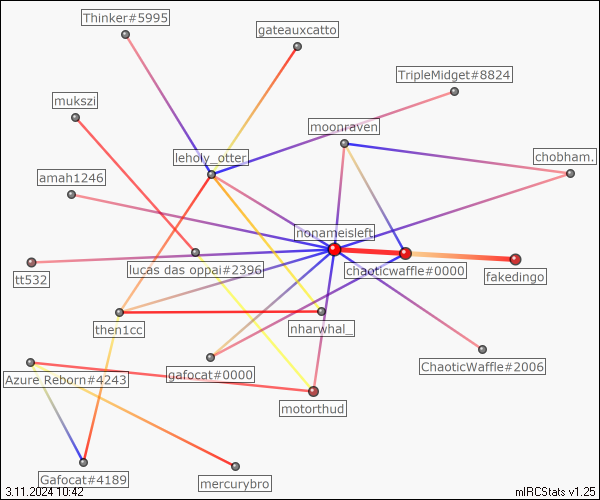 Thinker#5995
gateauxcatto
TripleMidget#8824
mukszi
moonraven
leholy_otter
chobham.
amah1246
nonameisleft
tt532
lucas das oppai#2396
chaoticwaffle#0000
fakedingo
then1cc
nharwhal_
ChaoticWaffle#2006
Azure Reborn#4243
gafocat#0000
motorthud
Gafocat#4189
mercurybro
3.11.2024 10:42
mIRCStats v1.25